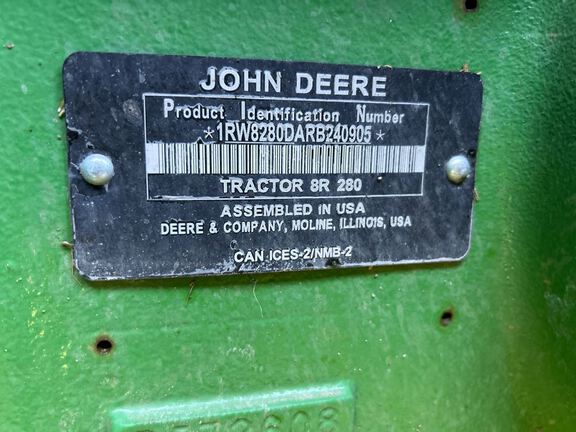 JOHN DEERE
Product Identification Number
*1RW8280DARB240905*
TRACTOR 8R 280
ASSEMBLED IN USA
DEERE & COMPANY, MOLINE, ILLINOIS, USA
CAN ICES-2/NMB-2